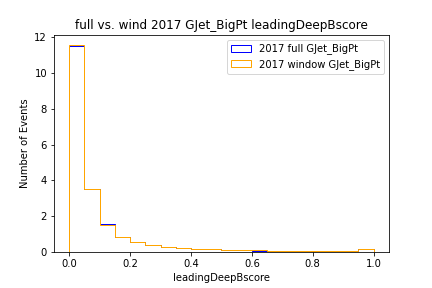 full vs. wind 2017 GJet_BigPt leadingDeepBscore
2017 full GJet_BigPt
2017 window GJet_BigPt
Number of Events
12
10
8
6
4
2
0
0.0 0.2 0.4 0.6 0.8 1.0
leadingDeepBscore